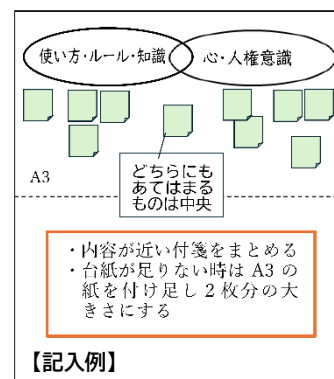 使い方・ルール・知識
心・人権意識
どちらにも
あてはまる
ものは中央
A3
・内容が近い付箋をまとめる
・台紙が足りない時は A3 の
紙を付け足し 2 枚分の大
きさにする
【記入例】